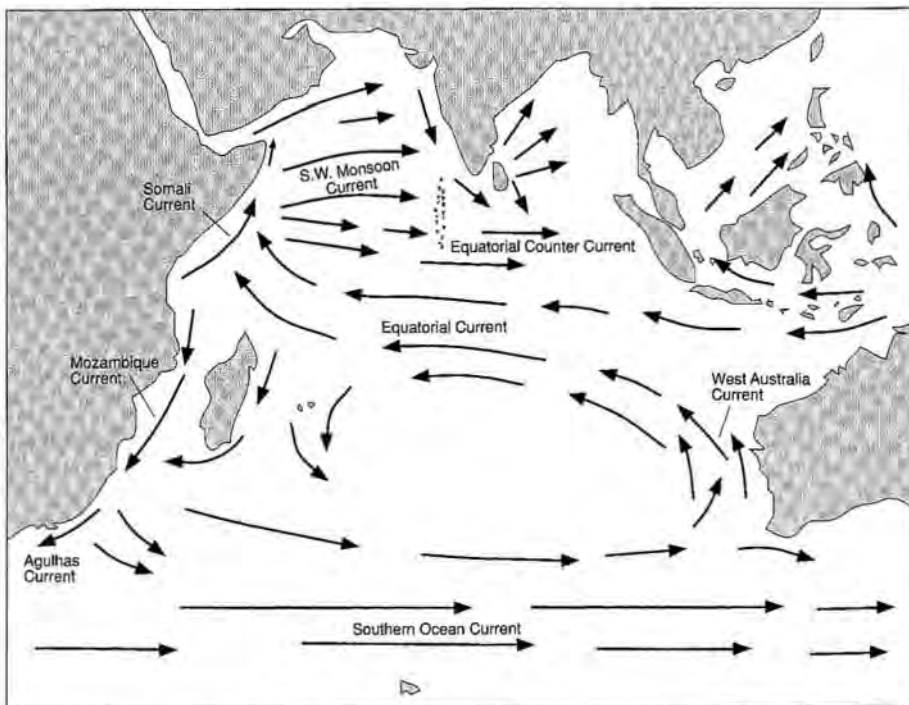 Somali
Current
S.W. Monsoon
Current
Equatorial Counter Current
Equatorial Current
Mozambique
Current
West Australia
Current
Agulhas
Current
Southern Ocean Current